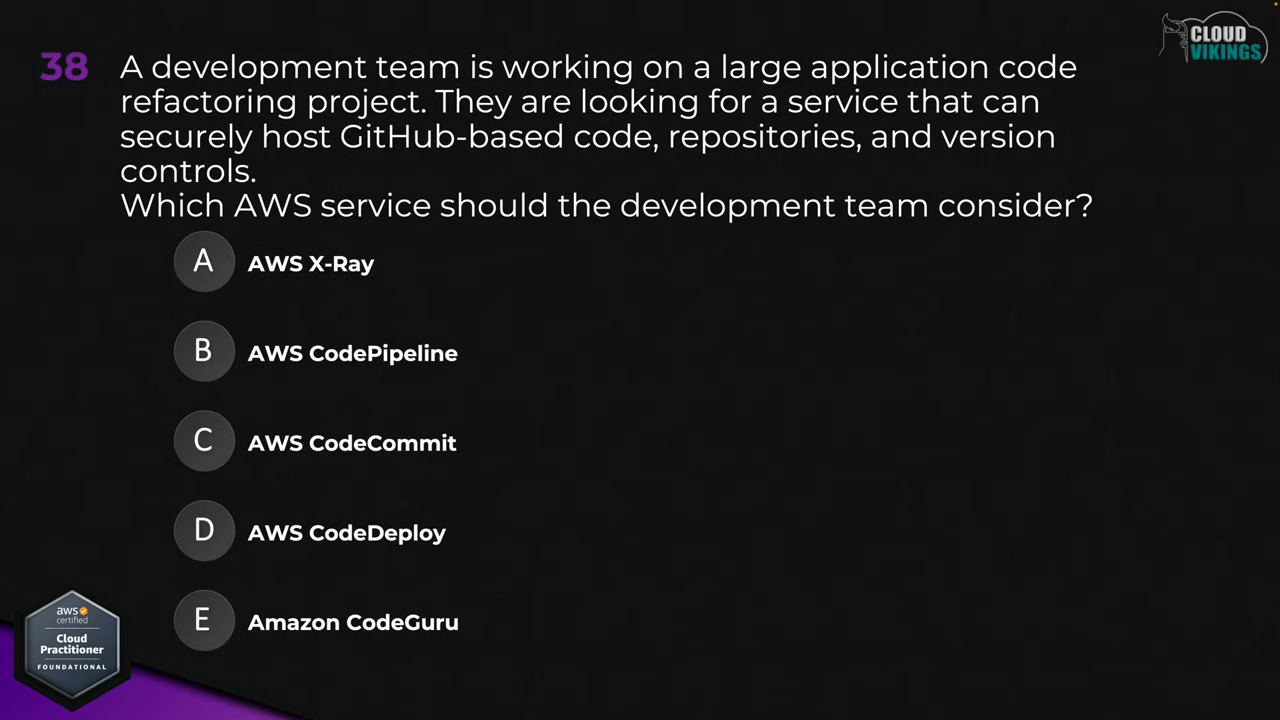 CLOUD
VIKINGS
38
A development team is working on a large application code
refactoring project. They are looking for a service that can
securely host GitHub-based code, repositories, and version
controls.
Which AWS service should the development team consider?
A
AWS X-Ray
B
AWS CodePipeline
C
AWS CodeCommit
D
AWS CodeDeploy
E
Amazon CodeGuru
aws
certified
Cloud
Practitioner
FOUNDATIONAL